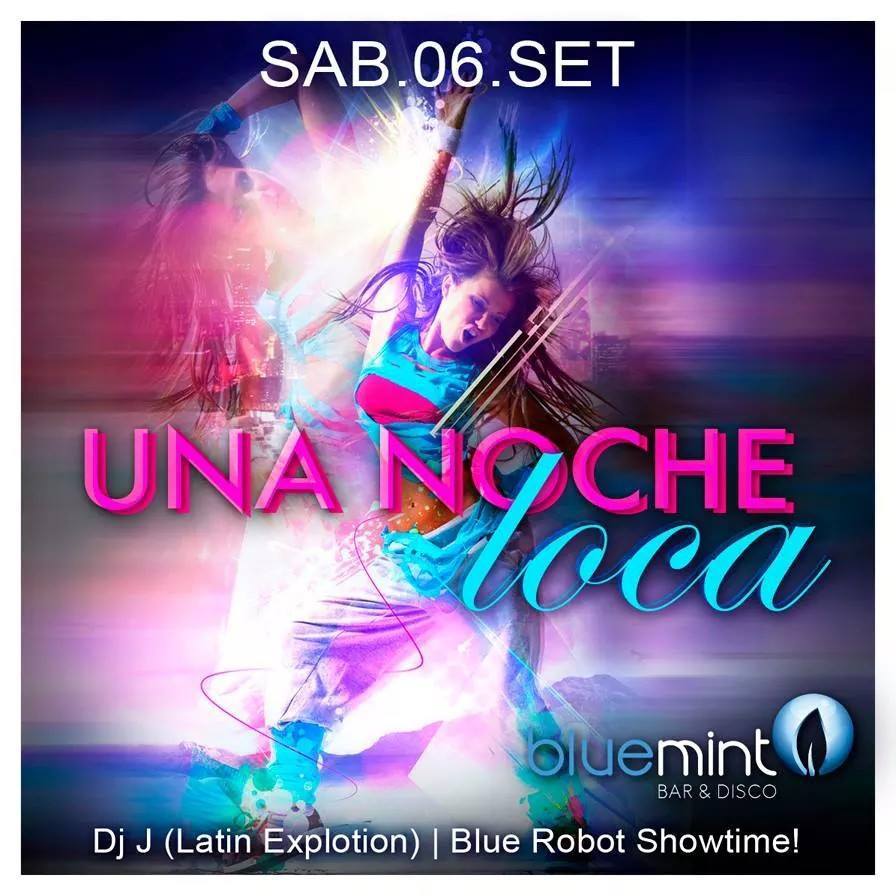 SAB.06.SET
UNA NOCHE
loca
bluemint
BAR & DISCO
Dj J (Latin Explotion) | Blue Robot Showtime!